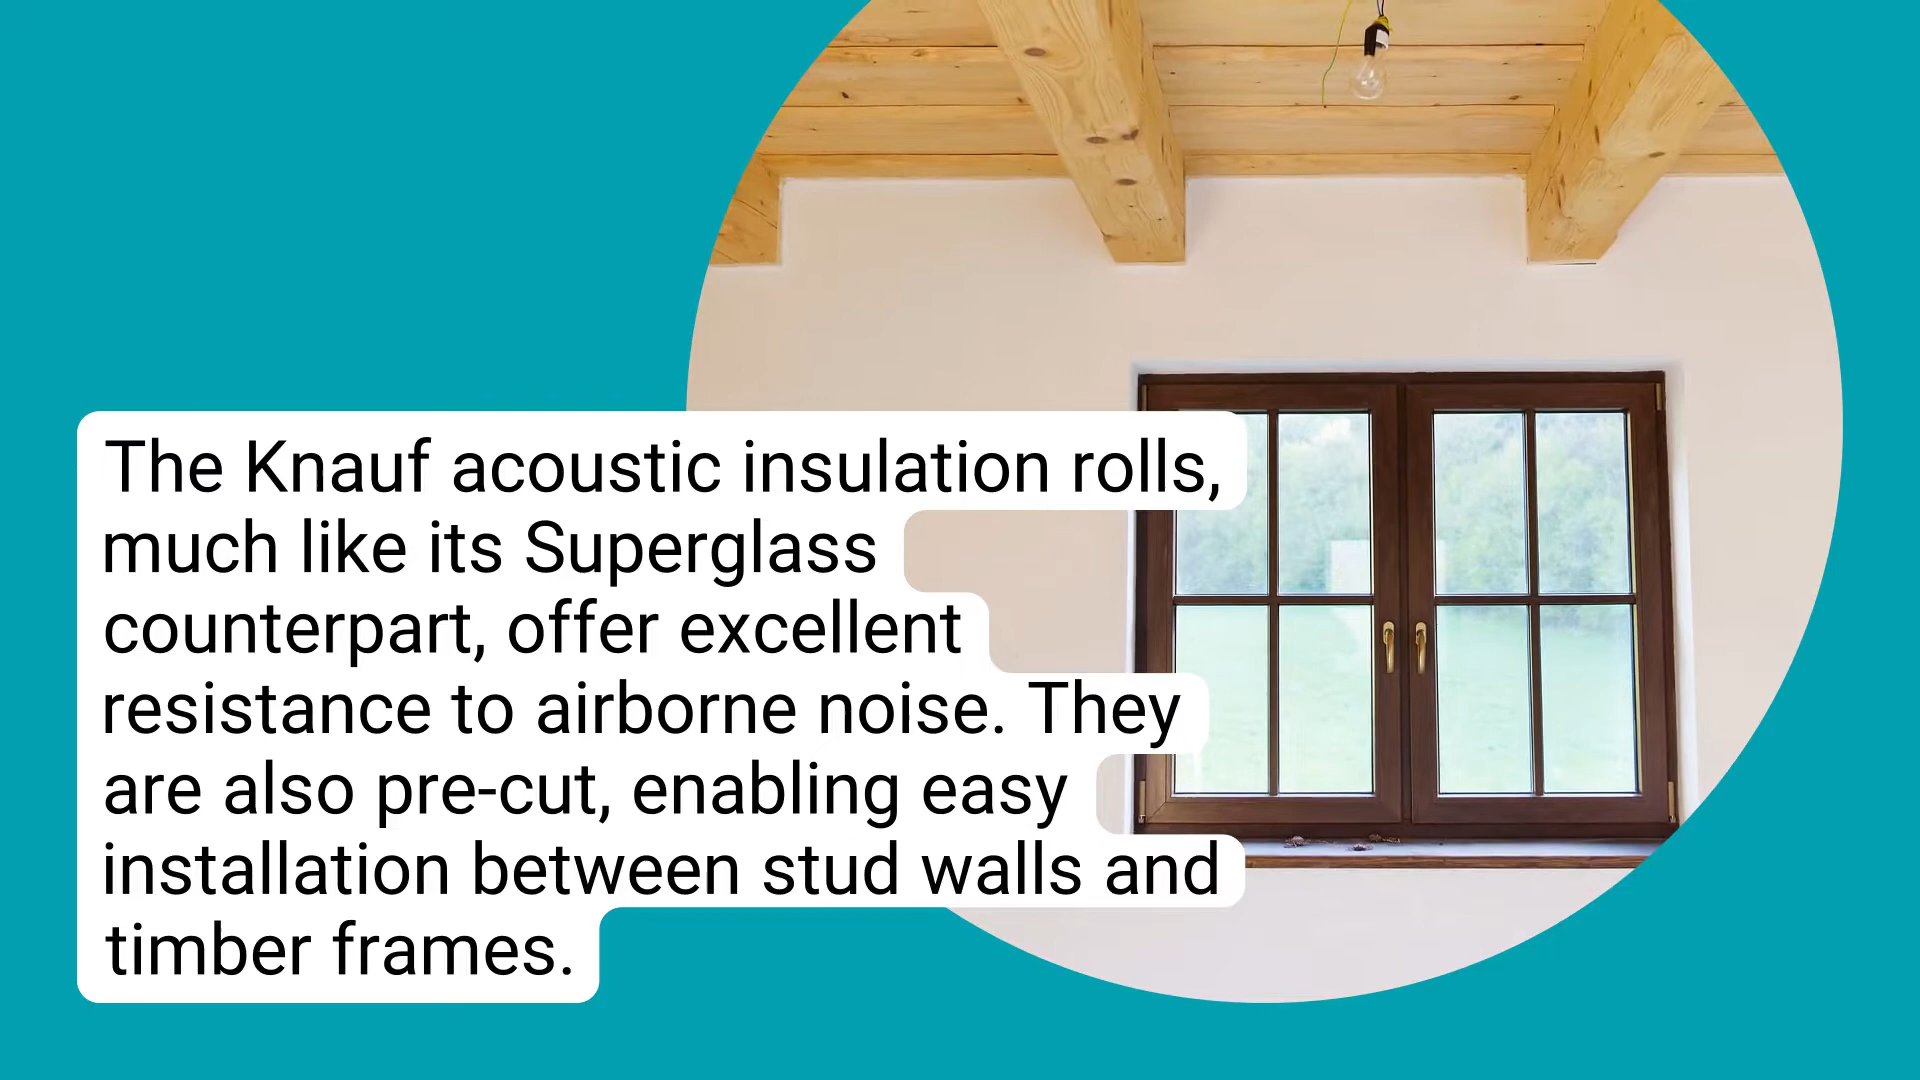 The Knauf acoustic insulation rolls,
much like its Superglass
counterpart, offer excellent
resistance to airborne noise. They
are also pre-cut, enabling easy
installation between stud walls and
timber frames.